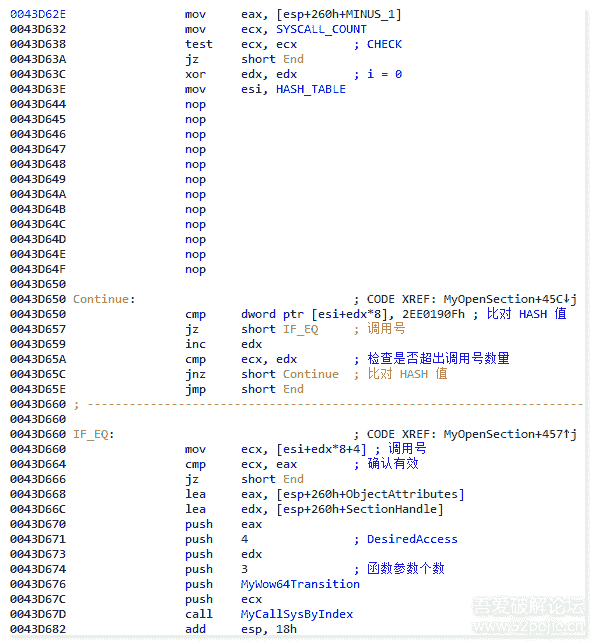 0043D62E mov eax, [esp+260h+MINUS_1]
0043D632 mov ecx, SYSCALL_COUNT
0043D638 test ecx, ecx ; CHECK
0043D63A jz short End
0043D63C xor edx, edx ; i = 0
0043D63E mov esi, HASH_TABLE
0043D644 nop
0043D645 nop
0043D646 nop
0043D647 nop
0043D648 nop
0043D649 nop
0043D64A nop
0043D64B nop
0043D64C nop
0043D64D nop
0043D64E nop
0043D64F nop
0043D650
0043D650 Continue: ; CODE XREF: MyOpenSection+45C↓j
0043D650 cmp dword ptr [esi+edx*8], 2EE0190Fh ; 比对 HASH 值
0043D657 jz short IF_EQ ; 调用号
0043D659 inc edx
0043D65A cmp ecx, edx ; 检查是否超出调用号数量
0043D65C jnz short Continue ; 比对 HASH 值
0043D65E jmp short End
0043D660 ; ---------------------------------------------------------------
0043D660
0043D660 IF_EQ: ; CODE XREF: MyOpenSection+457↑j
0043D660 mov ecx, [esi+edx*8+4] ; 调用号
0043D664 cmp ecx, eax ; 确认有效
0043D666 jz short End
0043D668 lea eax, [esp+260h+ObjectAttributes]
0043D66C lea edx, [esp+260h+SectionHandle]
0043D670 push eax
0043D671 push 4 ; DesiredAccess
0043D673 push edx
0043D674 push 3 ; 函数参数个数
0043D676 push MyWow64Transition
0043D67C push ecx
0043D67D call MyCallSysByIndex
0043D682 add esp, 18h
吾爱破解论坛
www.52pojie.cn